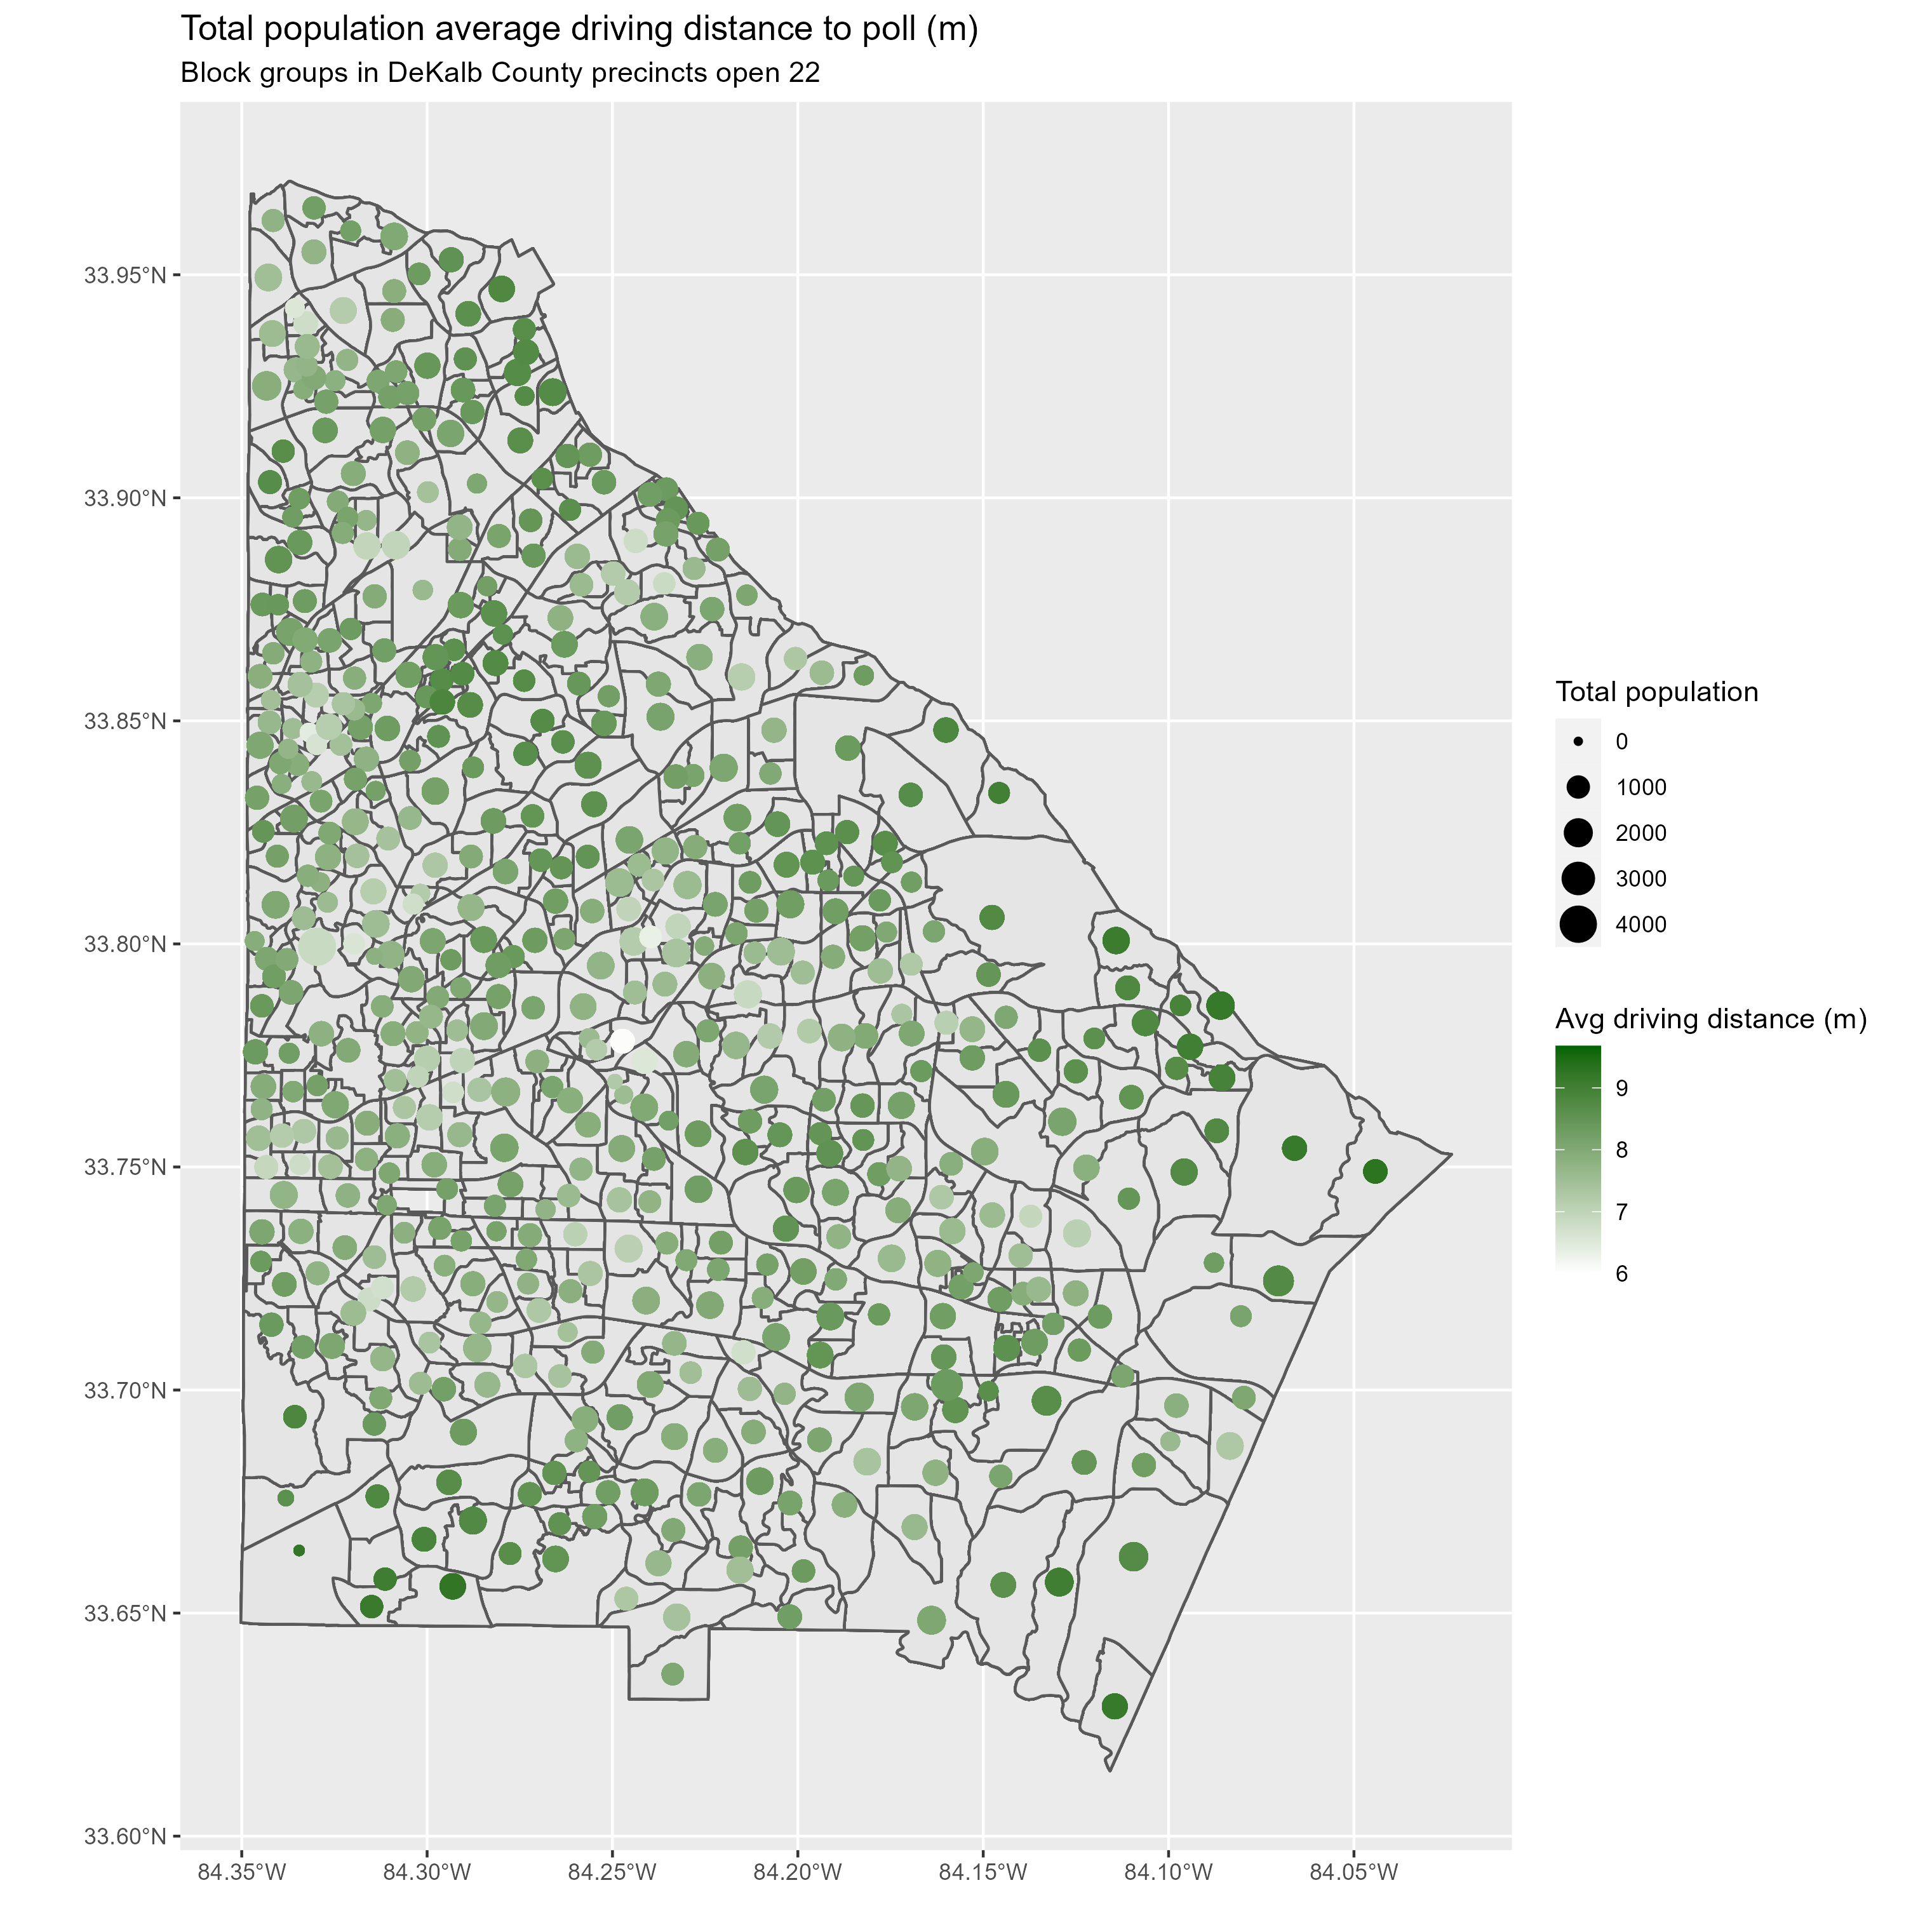 Total population average driving distance to poll (m)
Block groups in DeKalb County precincts open 22
33.95°N
33.90°N
33.85°N
33.80°N
33.75°N
33.70°N
33.65°N
33.60°N
84.35°W
84.30°W
84.25°W
84.20°W
84.15°W
84.10°W
84.05°W
Total population
0
1000
2000
3000
4000
Avg driving distance (m)
9
8
7
6